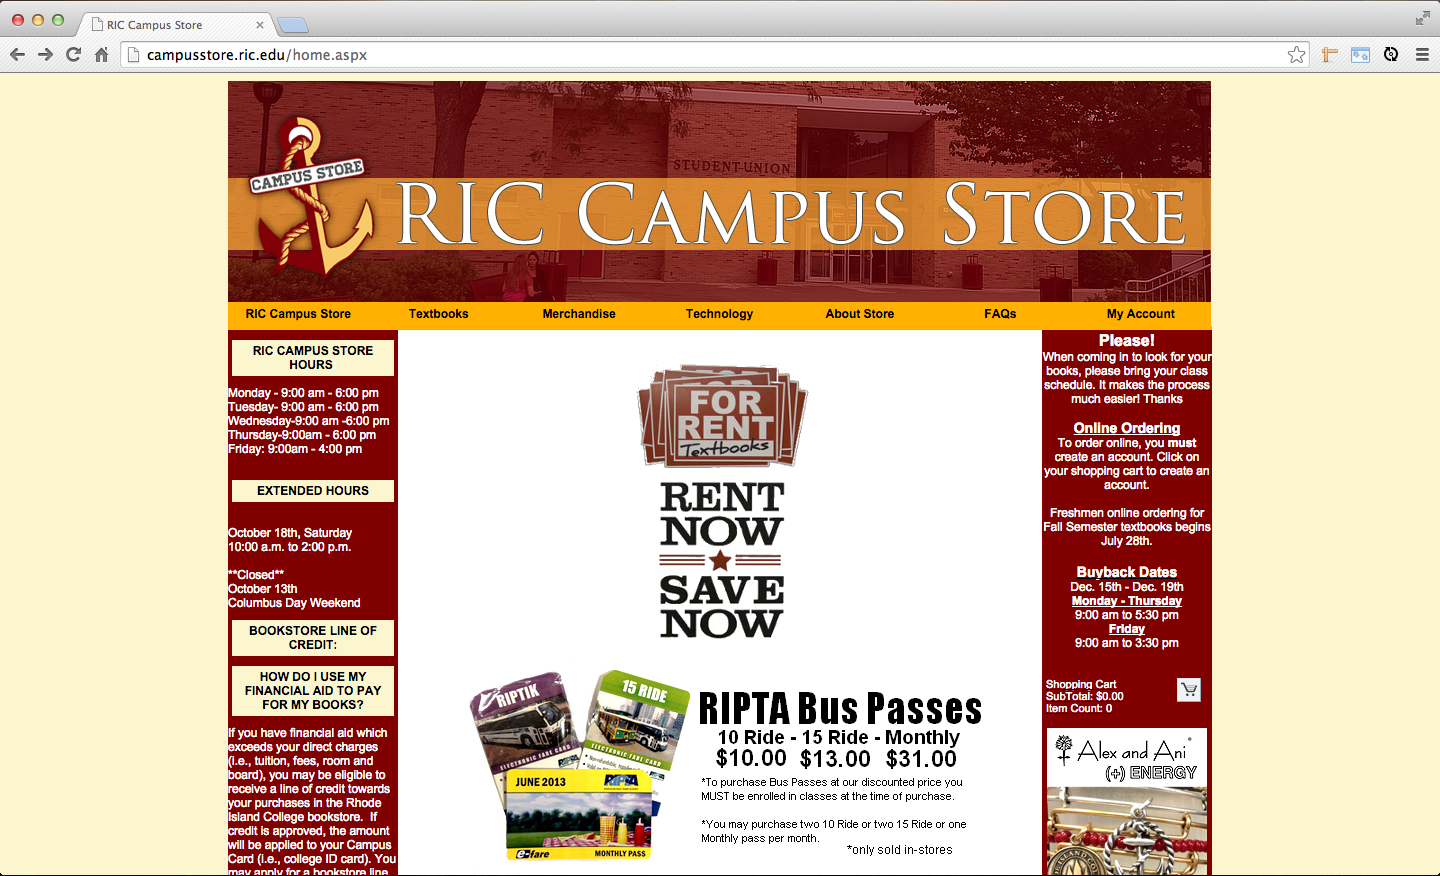 RIC Campus Store
campusstore.ric.edu/home.aspx
STUDENT UNION
CAMPUS STORE
RIC CAMPUS STORE
RIC Campus Store
Textbooks
Merchandise
Technology
About Store
FAQs
My Account
RIC CAMPUS STORE
HOURS
Monday - 9:00 am - 6:00 pm
Tuesday- 9:00 am - 6:00 pm
Wednesday-9:00 am -6:00 pm
Thursday-9:00am - 6:00 pm
Friday: 9:00am - 4:00 pm
EXTENDED HOURS
October 18th, Saturday
10:00 a.m. to 2:00 p.m.
**Closed**
October 13th
Columbus Day Weekend
BOOKSTORE LINE OF
CREDIT:
HOW DO I USE MY
FINANCIAL AID TO PAY
FOR MY BOOKS?
If you have financial aid which
exceeds your direct charges
(i.e., tuition, fees, room and
board), you may be eligible to
receive a line of credit towards
your purchases in the Rhode
Island College bookstore. If
credit is approved, the amount
will be applied to your Campus
Card (i.e., college ID card). You
may apply for a bookstore line
FOR RENT
Textbooks
RENT
NOW
SAVE
NOW
RIPTIK
ELECTRONIC FARE CARD
15 RIDE
ELECTRONIC FARE CARD
JUNE 2013
RIPTA
e-fare
MONTHLY PASS
RIPTA Bus Passes
10 Ride - 15 Ride - Monthly
$10.00 $13.00 $31.00
*To purchase Bus Passes at our discounted price you
MUST be enrolled in classes at the time of purchase.
*You may purchase two 10 Ride or two 15 Ride or one
Monthly pass per month.
*only sold in-stores
Please!
When coming in to look for your
books, please bring your class
schedule. It makes the process
much easier! Thanks
Online Ordering
To order online, you must
create an account. Click on
your shopping cart to create an
account.
Freshmen online ordering for
Fall Semester textbooks begins
July 28th.
Buyback Dates
Dec. 15th - Dec. 19th
Monday - Thursday
9:00 am to 5:30 pm
Friday
9:00 am to 3:30 pm
Shopping Cart
SubTotal: $0.00
Item Count: 0
ALEX AND ANI
(+) ENERGY